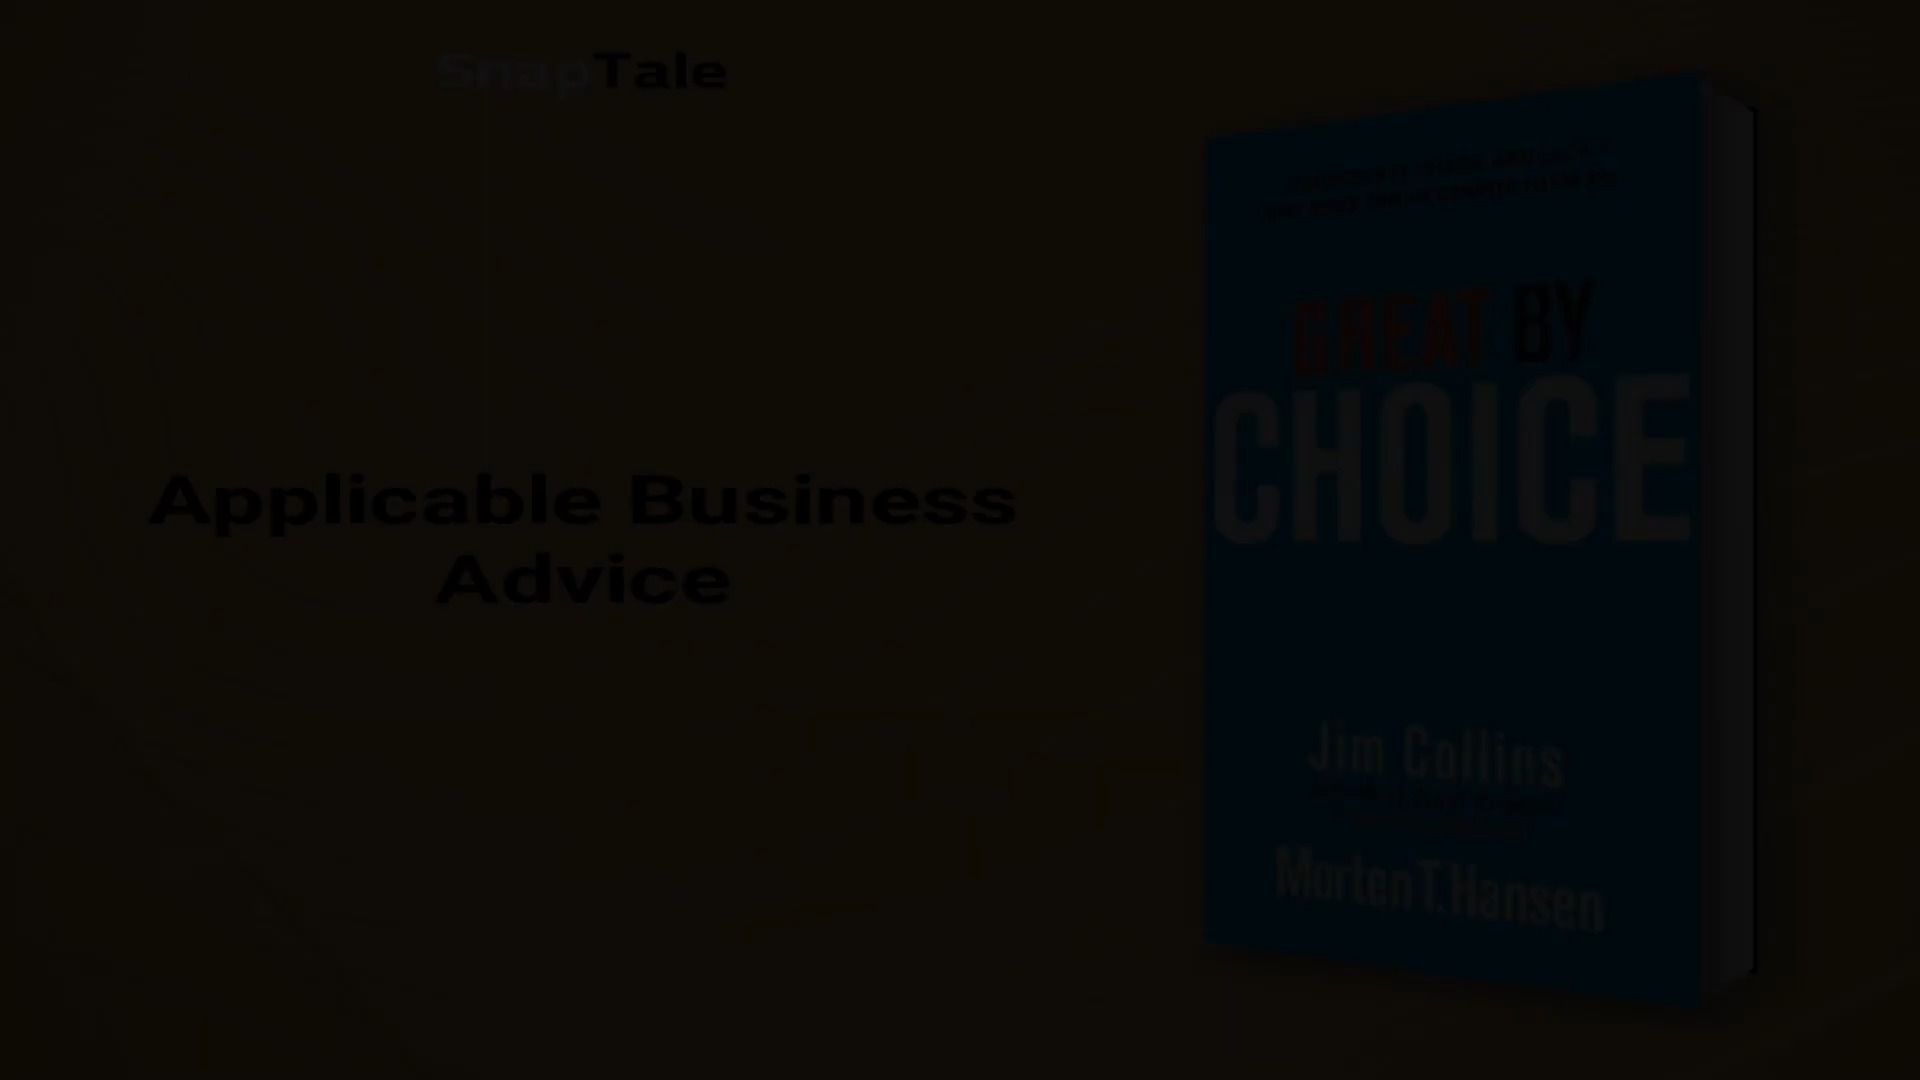 SnapTale
Applicable Business
Advice
GREAT BY
CHOICE
Jim Collins
Morten T. Hansen